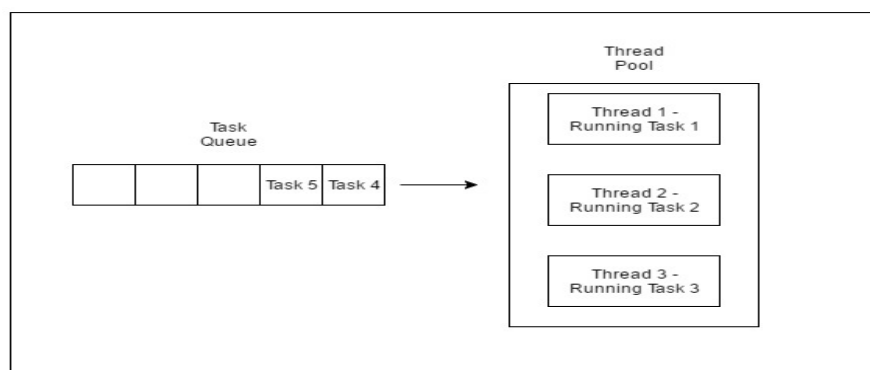 Thread
Pool
Thread 1 -
Running Task 1
Task
Queue
Task 5
Task 4
Thread 2 -
Running Task 2
Thread 3 -
Running Task 3